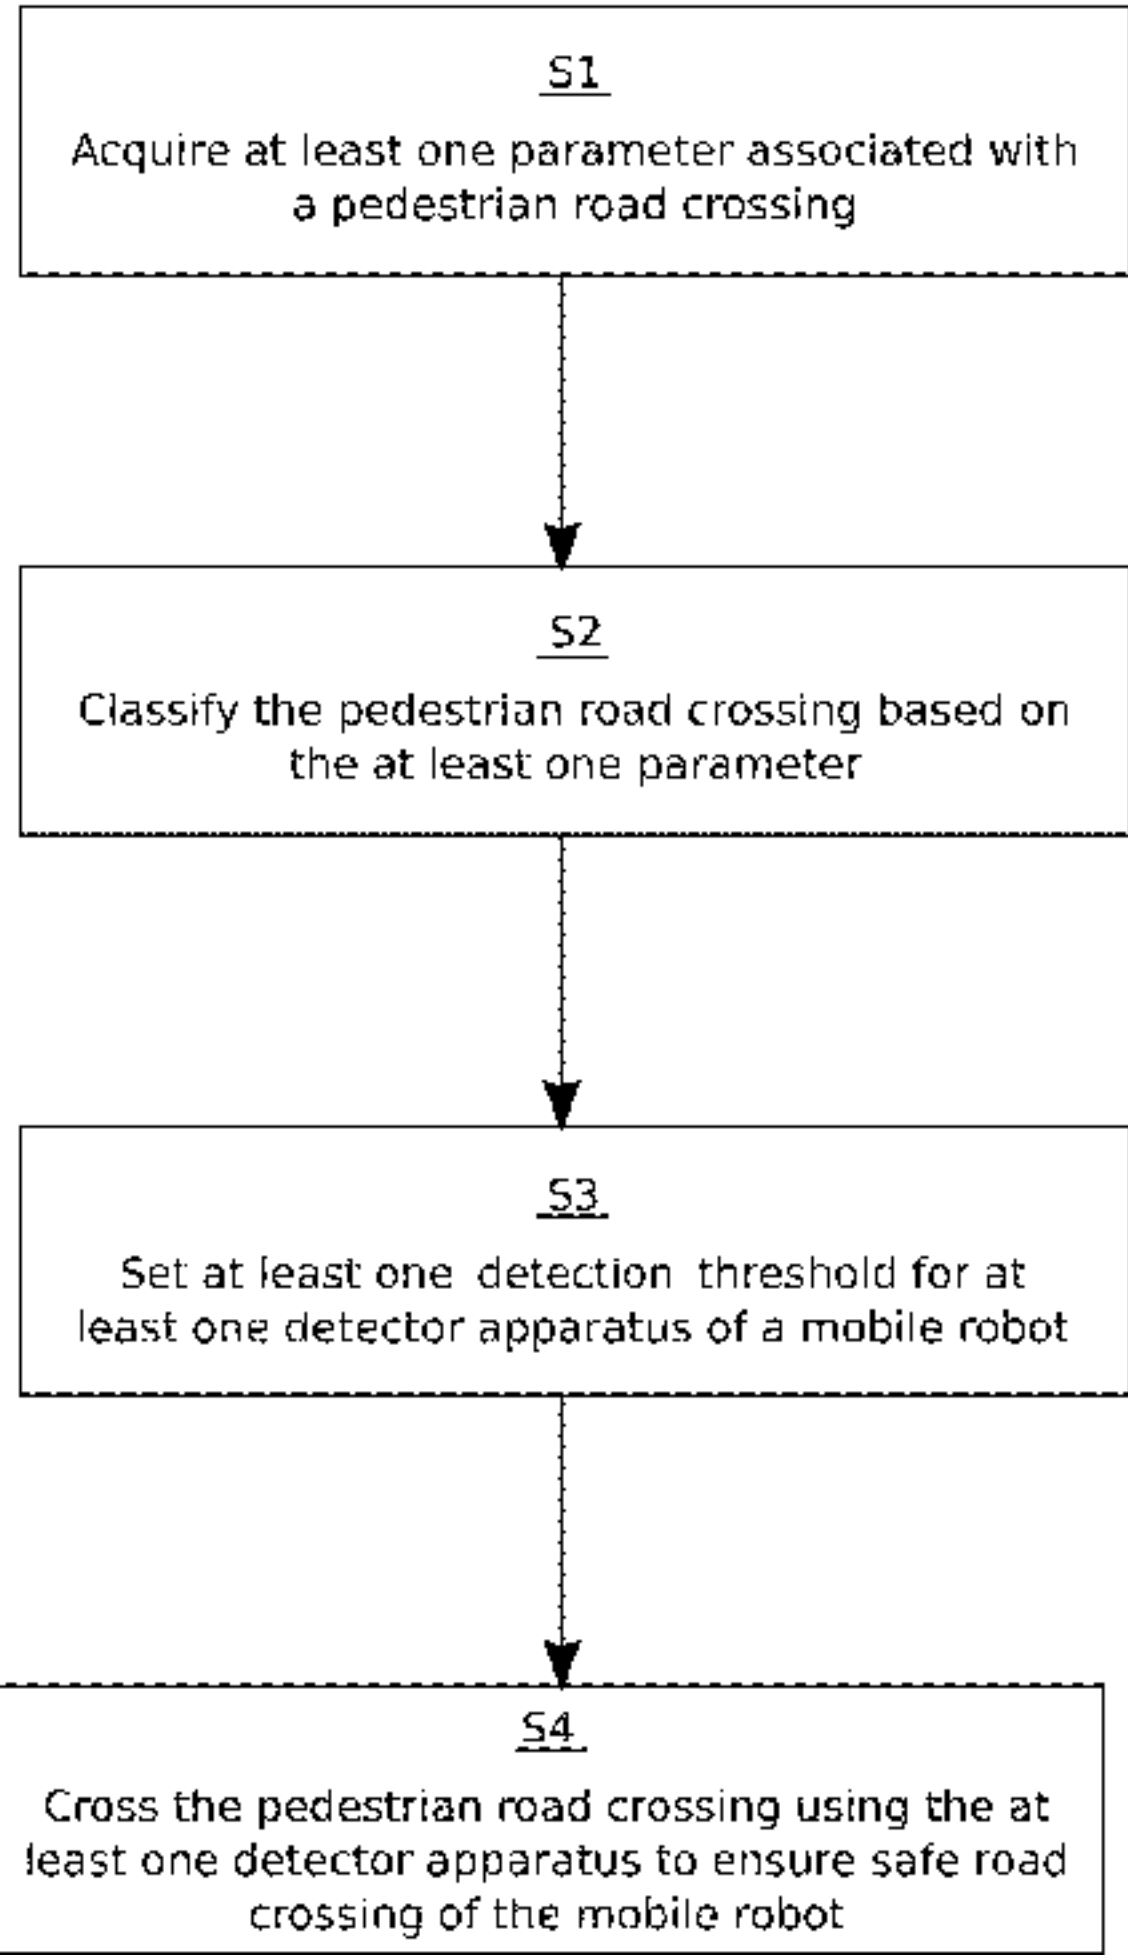 S1
Acquire at least one parameter associated with
a pedestrian road crossing
S2
Classify the pedestrian road crossing based on
the at least one parameter
S3
Set at least one detection threshold for at
least one detector apparatus of a mobile robot
S4
Cross the pedestrian road crossing using the at
least one detector apparatus to ensure safe road
crossing of the mobile robot